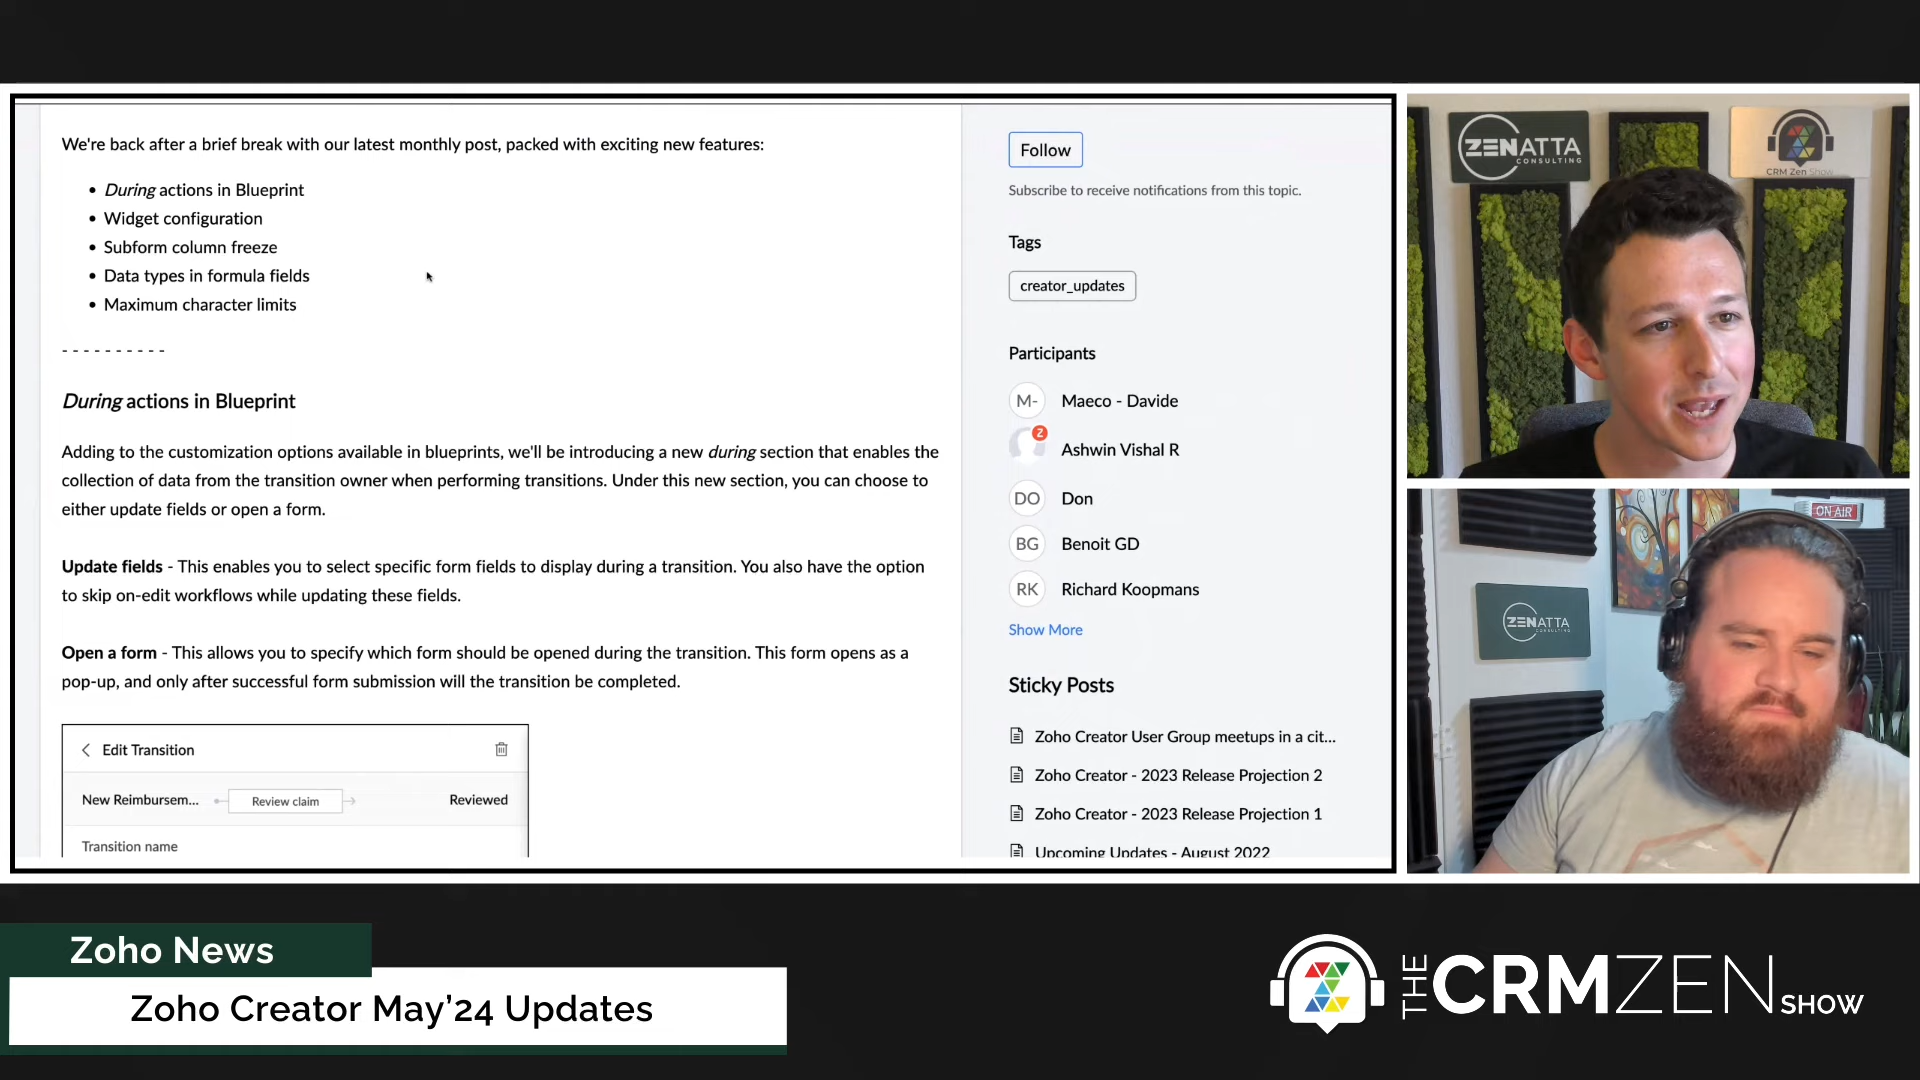 We're back after a brief break with our latest monthly post, packed with exciting new features:
• During actions in Blueprint
• Widget configuration
• Subform column freeze
• Data types in formula fields
• Maximum character limits
- - - - - - - - - -
During actions in Blueprint
Adding to the customization options available in blueprints, we'll be introducing a new during section that enables the
collection of data from the transition owner when performing transitions. Under this new section, you can choose to
either update fields or open a form.
Update fields - This enables you to select specific form fields to display during a transition. You also have the option
to skip on-edit workflows while updating these fields.
Open a form - This allows you to specify which form should be opened during the transition. This form opens as a
pop-up, and only after successful form submission will the transition be completed.
Edit Transition
New Reimbursem... Review claim Reviewed
Transition name
Follow
Subscribe to receive notifications from this topic.
Tags
creator_updates
Participants
M- Maeco - Davide
2
Ashwin Vishal R
DO Don
BG Benoit GD
RK Richard Koopmans
Show More
Sticky Posts
Zoho Creator User Group meetups in a cit...
Zoho Creator - 2023 Release Projection 2
Zoho Creator - 2023 Release Projection 1
Upcoming Updates - August 2022
ZENATTA
CONSULTING
CRM Zen Show
ON AIR
ZENATTA
CONSULTING
Zoho News
Zoho Creator May’24 Updates
THE CRMZEN SHOW